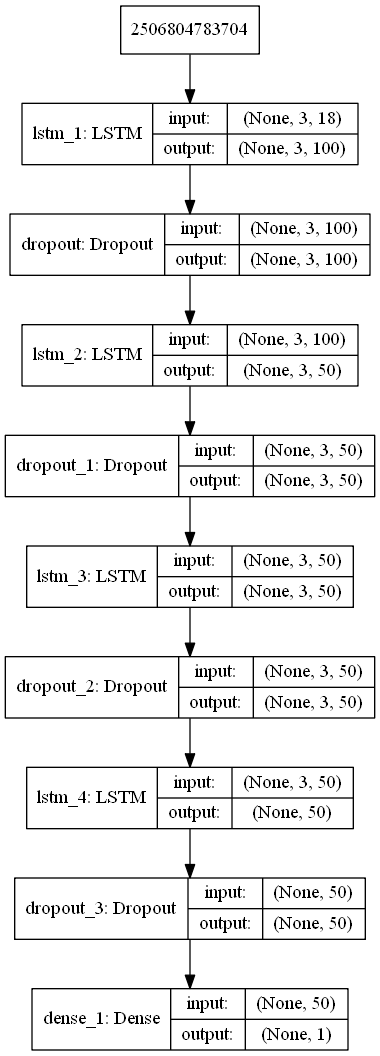 2506804783704
lstm_1: LSTM
input: (None, 3, 18)
output: (None, 3, 100)
dropout: Dropout
input: (None, 3, 100)
output: (None, 3, 100)
lstm_2: LSTM
input: (None, 3, 100)
output: (None, 3, 50)
dropout_1: Dropout
input: (None, 3, 50)
output: (None, 3, 50)
lstm_3: LSTM
input: (None, 3, 50)
output: (None, 3, 50)
dropout_2: Dropout
input: (None, 3, 50)
output: (None, 3, 50)
lstm_4: LSTM
input: (None, 3, 50)
output: (None, 50)
dropout_3: Dropout
input: (None, 50)
output: (None, 50)
dense_1: Dense
input: (None, 50)
output: (None, 1)